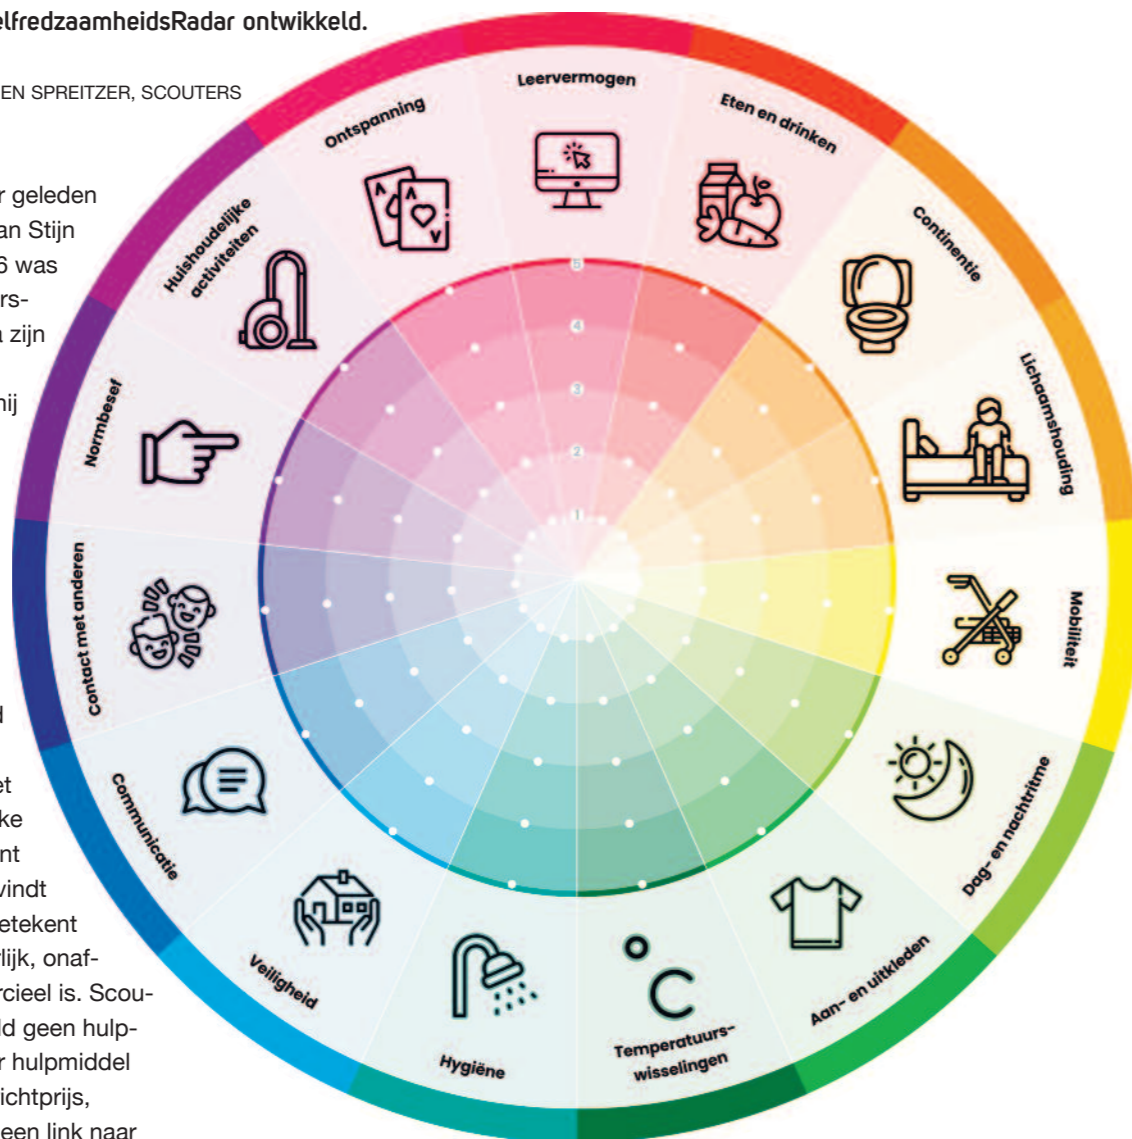 elfredzaamheidsRadar ontwikkeld.
EN SPREITZER, SCOUTERS
r geleden
an Stijn
6 was
rs-
zijn
nij
d
et
ke
nt
vindt
etekent
lijk, onaf-
rcieel is. Scou-
ld geen hulp-
r hulpmiddel
ichtprijs,
een link naar
Leervermogen
Eten en drinken
Continentie
Lichaamshouding
Mobiliteit
Dag- en nachtritme
Aan- en uitkleden
Temperatuurs-
wisselingen
Hygiëne
Veiligheid
Communicatie
Contact met anderen
Normbesef
Huishoudelijke
activiteiten
Ontspanning
5
4
3
2
1
A
A
A
°C